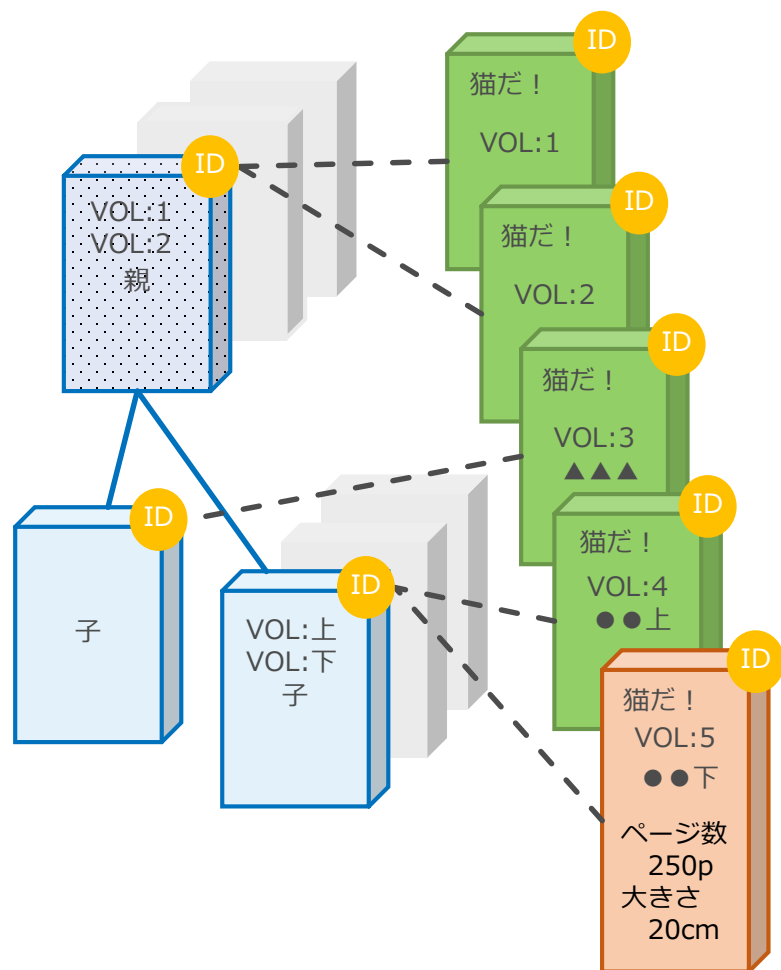 ID
VOL:1
VOL:2
親
ID
子
ID
VOL:上
VOL:下
子
ID
猫だ！
VOL:1
ID
猫だ！
VOL:2
ID
猫だ！
VOL:3
▲▲▲
ID
猫だ！
VOL:4
●●上
ID
猫だ！
VOL:5
●●下
ページ数
250p
大きさ
20cm